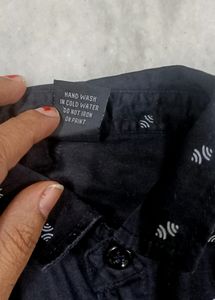 HAND WASH
IN COLD WATER
DO NOT IRON
ON PRINT